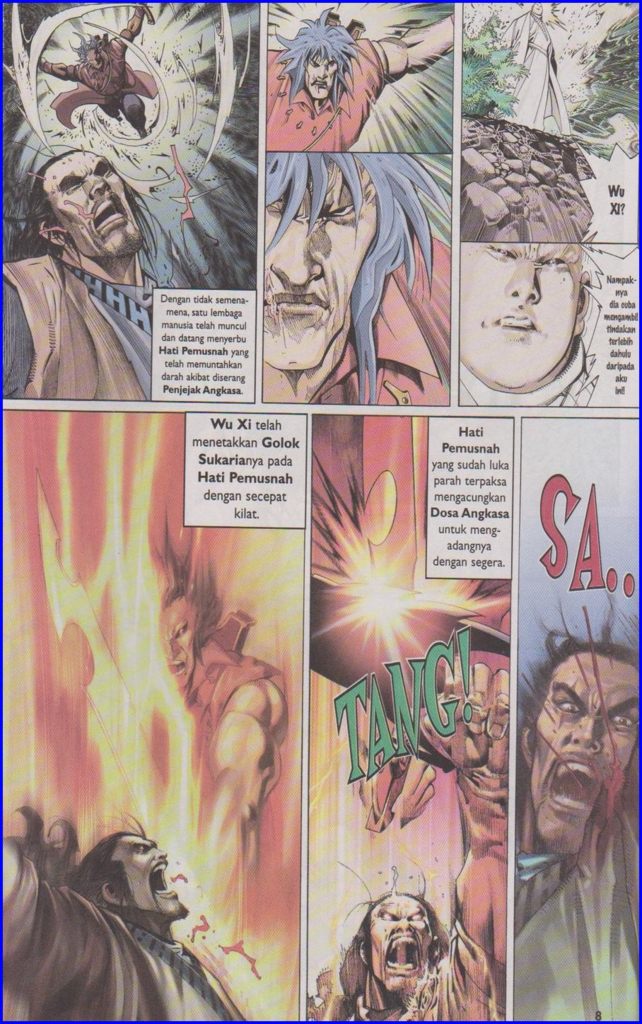 Dengan tidak semena-
mena, satu lembaga
manusia telah muncul
dan datang menyerbu
Hati Pemusnah yang
telah memuntahkan
darah akibat diserang
Penjejak Angkasa.
Wu
Xi?
Nampak-
nya
dia cuba
mengambil
tindakan
terlebih
dahulu
daripada
aku
ini!
Wu Xi telah
menetakkan Golok
Sukarianya pada
Hati Pemusnah
dengan secepat
kilat.
Hati
Pemusnah
yang sudah luka
parah terpaksa
mengacungkan
Dosa Angkasa
untuk meng-
adangnya
dengan segera.
TANG!
SA..
8